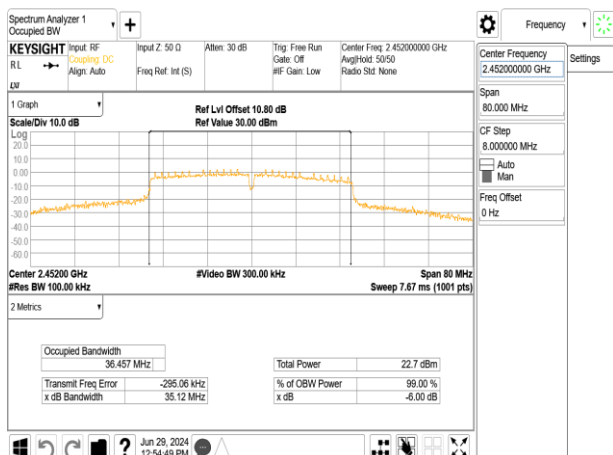 Spectrum Analyzer 1
Occupied BW
Frequency
KEYSIGHT Input: RF Input Z: 50 Ω Atten: 30 dB Trig: Free Run Center Freq: 2.452000000 GHz
RL Coupling: DC Gate: Off Avg|Hold: 50/50
Align: Auto Freq Ref: Int (S) #IF Gain: Low Radio Std: None
Center Frequency
2.452000000 GHz
Settings
Span
80.000 MHz
CF Step
8.000000 MHz
Auto
Man
Freq Offset
0 Hz
1 Graph
Ref Lvl Offset 10.80 dB
Scale/Div 10.0 dB Ref Value 30.00 dBm
Log
20.0
10.0
0.00
-10.0
-20.0
-30.0
-40.0
-50.0
-60.0
Center 2.45200 GHz #Video BW 300.00 kHz Span 80 MHz
#Res BW 100.00 kHz Sweep 7.67 ms (1001 pts)
2 Metrics
Occupied Bandwidth
36.457 MHz Total Power 22.7 dBm
Transmit Freq Error -295.06 kHz % of OBW Power 99.00 %
x dB Bandwidth 35.12 MHz x dB -6.00 dB
Jun 29, 2024
12:54:49 PM